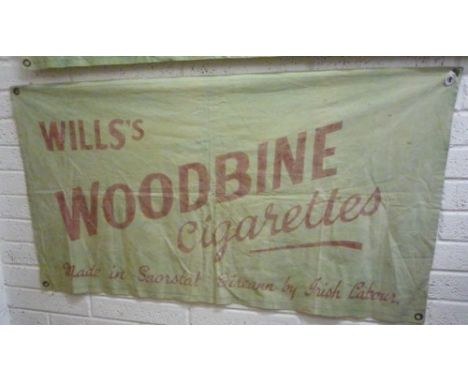 WILLS'S
WOODBINE
Cigarettes
Made in Saorstat Eireann by Irish Labour.